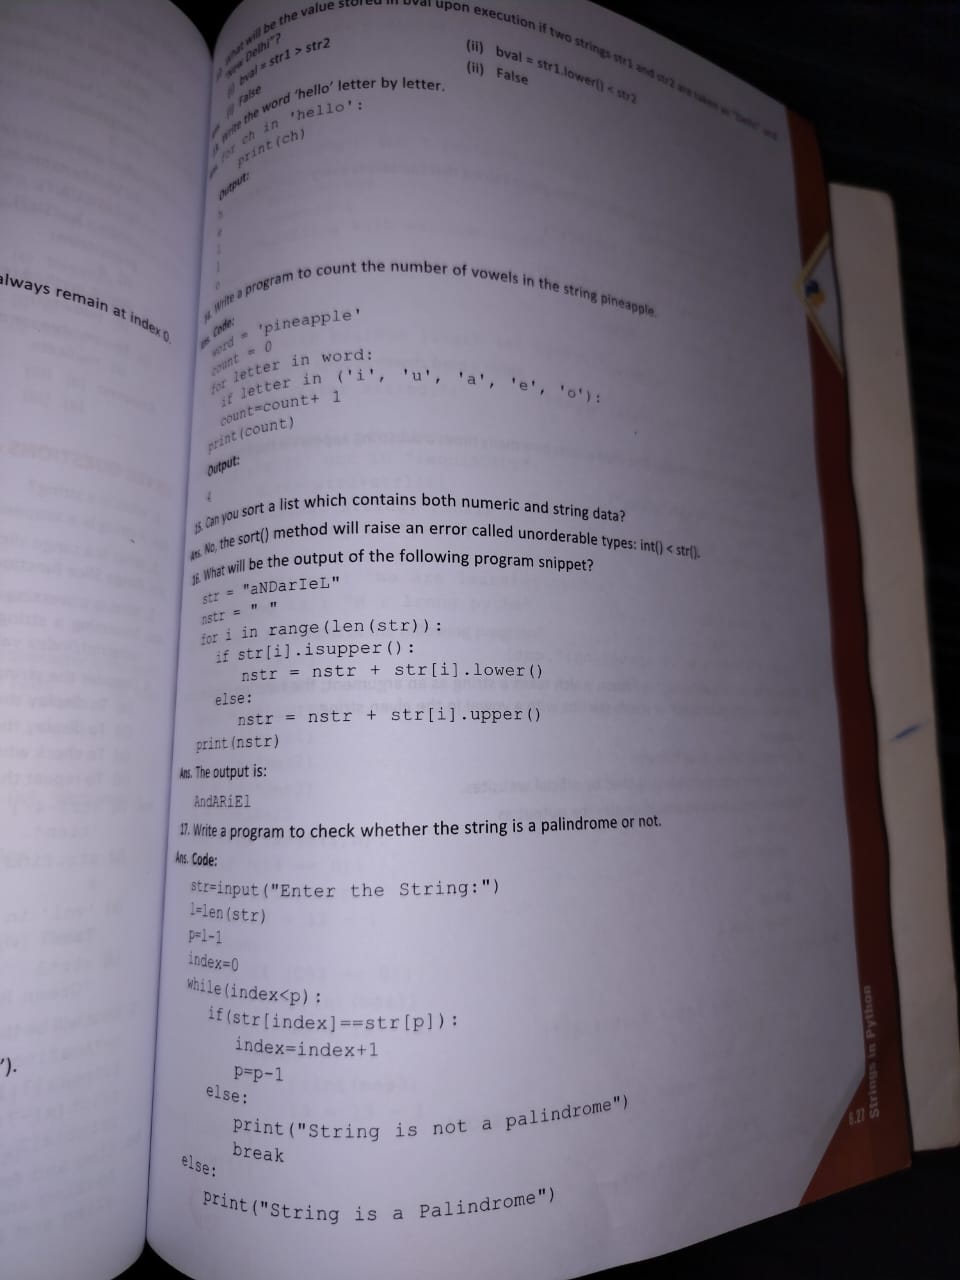 what will be the value stored in bval upon execution if two strings str1 and str2 are taken as "Delhi" and
"New Delhi"?
(i) bval = str1 > str2 (ii) bval = str1.lower() < str2
(i) False (ii) False
Write the word 'hello' letter by letter.
for ch in 'hello':
print(ch)
Output:
h
e
l
l
o
14. Write a program to count the number of vowels in the string pineapple.
Ans. Code:
word = 'pineapple'
count = 0
for letter in word:
if letter in ('i', 'u', 'a', 'e', 'o'):
count=count+ 1
print(count)
Output:
4
15. Can you sort a list which contains both numeric and string data?
Ans. No, the sort() method will raise an error called unorderable types: int() < str().
16. What will be the output of the following program snippet?
str = "aNDarIeL"
nstr = " "
for i in range(len(str)):
if str[i].isupper():
nstr = nstr + str[i].lower()
else:
nstr = nstr + str[i].upper()
print(nstr)
Ans. The output is:
AndARiEl
17. Write a program to check whether the string is a palindrome or not.
Ans. Code:
str=input("Enter the String:")
l=len(str)
p=l-1
index=0
while(index<p):
if(str[index]==str[p]):
index=index+1
p=p-1
else:
print("String is not a palindrome")
break
else:
print("String is a Palindrome")
always remain at index 0.
').
Strings in Python
6.27